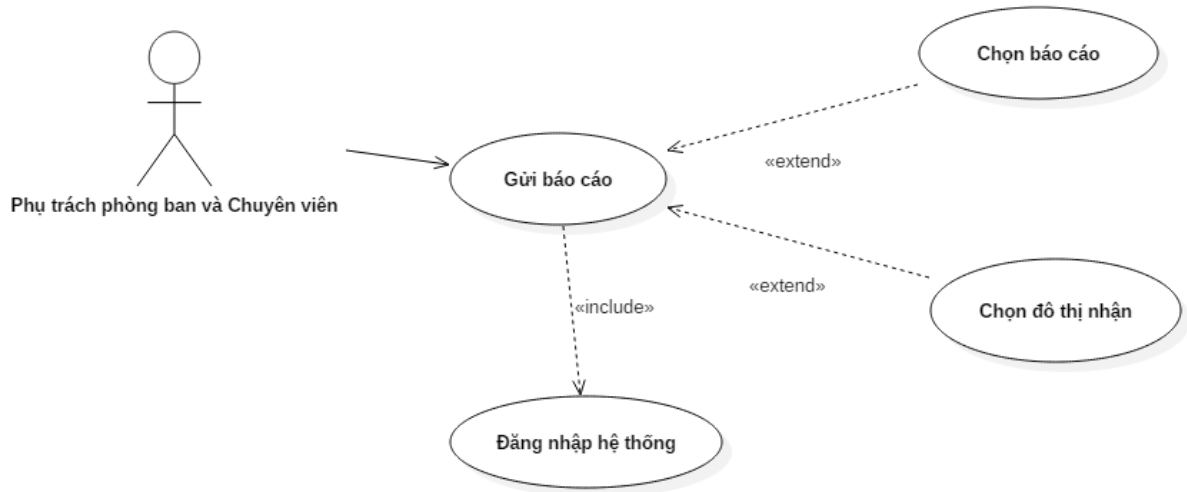 Chọn báo cáo
«extend»
Gửi báo cáo
Phụ trách phòng ban và Chuyên viên
«extend»
Chọn đô thị nhận
«include»
Đăng nhập hệ thống